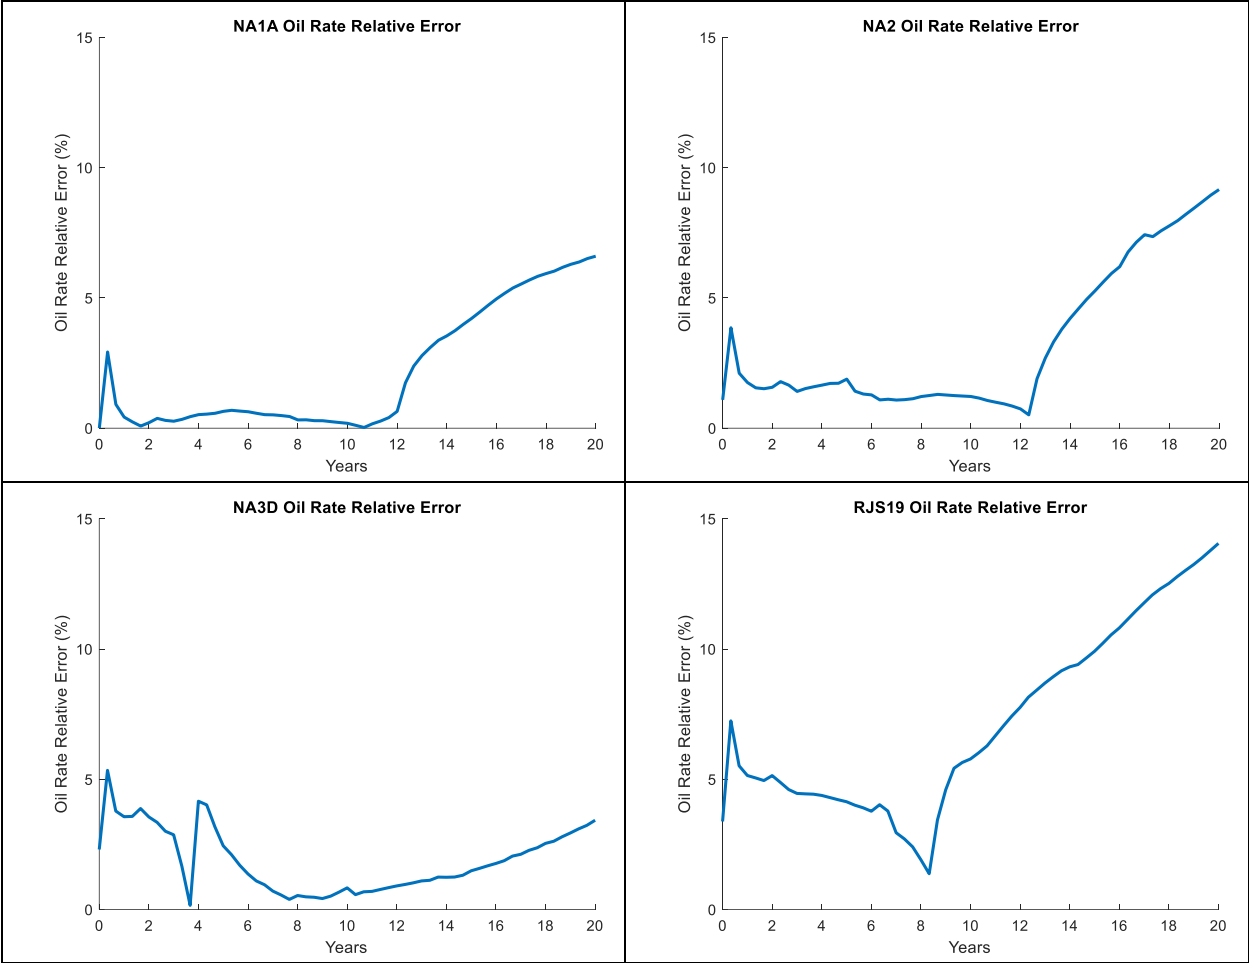 NA1A Oil Rate Relative Error
15
10
5
0
Oil Rate Relative Error (%)
0 2 4 6 8 10 12 14 16 18 20
Years
NA2 Oil Rate Relative Error
15
10
5
0
Oil Rate Relative Error (%)
0 2 4 6 8 10 12 14 16 18 20
Years
NA3D Oil Rate Relative Error
15
10
5
0
Oil Rate Relative Error (%)
0 2 4 6 8 10 12 14 16 18 20
Years
RJS19 Oil Rate Relative Error
15
10
5
0
Oil Rate Relative Error (%)
0 2 4 6 8 10 12 14 16 18 20
Years